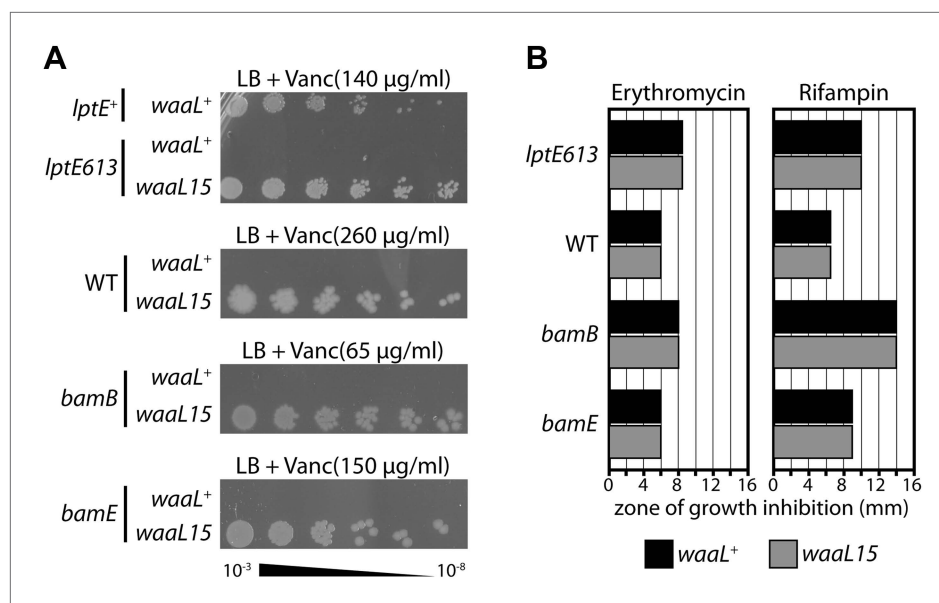 A
LB + Vanc(140 µg/ml)
lptE+ waaL+
lptE613 waaL+
waaL15
LB + Vanc(260 µg/ml)
WT waaL+
waaL15
LB + Vanc(65 µg/ml)
bamB waaL+
waaL15
LB + Vanc(150 µg/ml)
bamE waaL+
waaL15
10-3 10-8
B
Erythromycin Rifampin
lptE613
WT
bamB
bamE
0 4 8 12 16 0 4 8 12 16
zone of growth inhibition (mm)
waaL+ waaL15